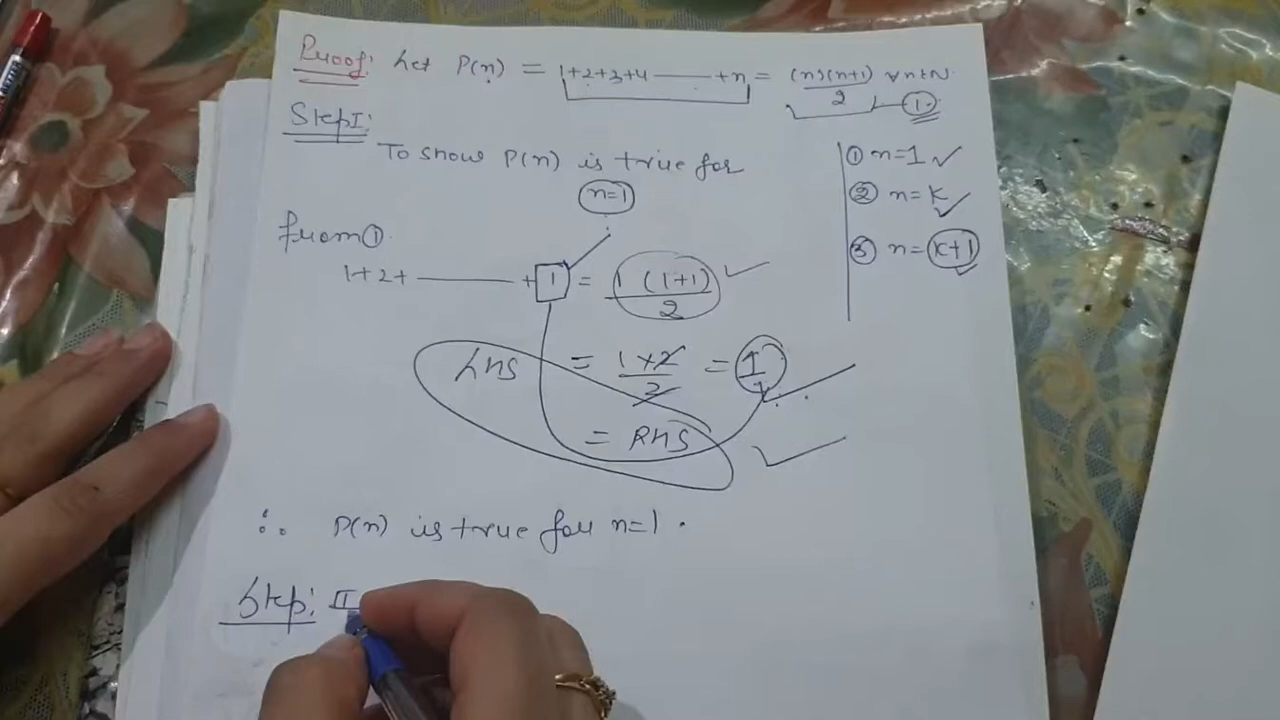 Proof: Let P(n) = 1+2+3+4 —— +n = (n)(n+1)/2 ∀n∈N. ①
Step I:
To show P(n) is true for
n=1
① n=1 ✓
② n=k ✓
③ n=k+1 ✓
from ①.
1+2+ —— +1 = 1(1+1)/2 ✓
LHS = 1×2/2 = 1
= RHS ✓
∴ P(n) is true for n=1.
Step: II